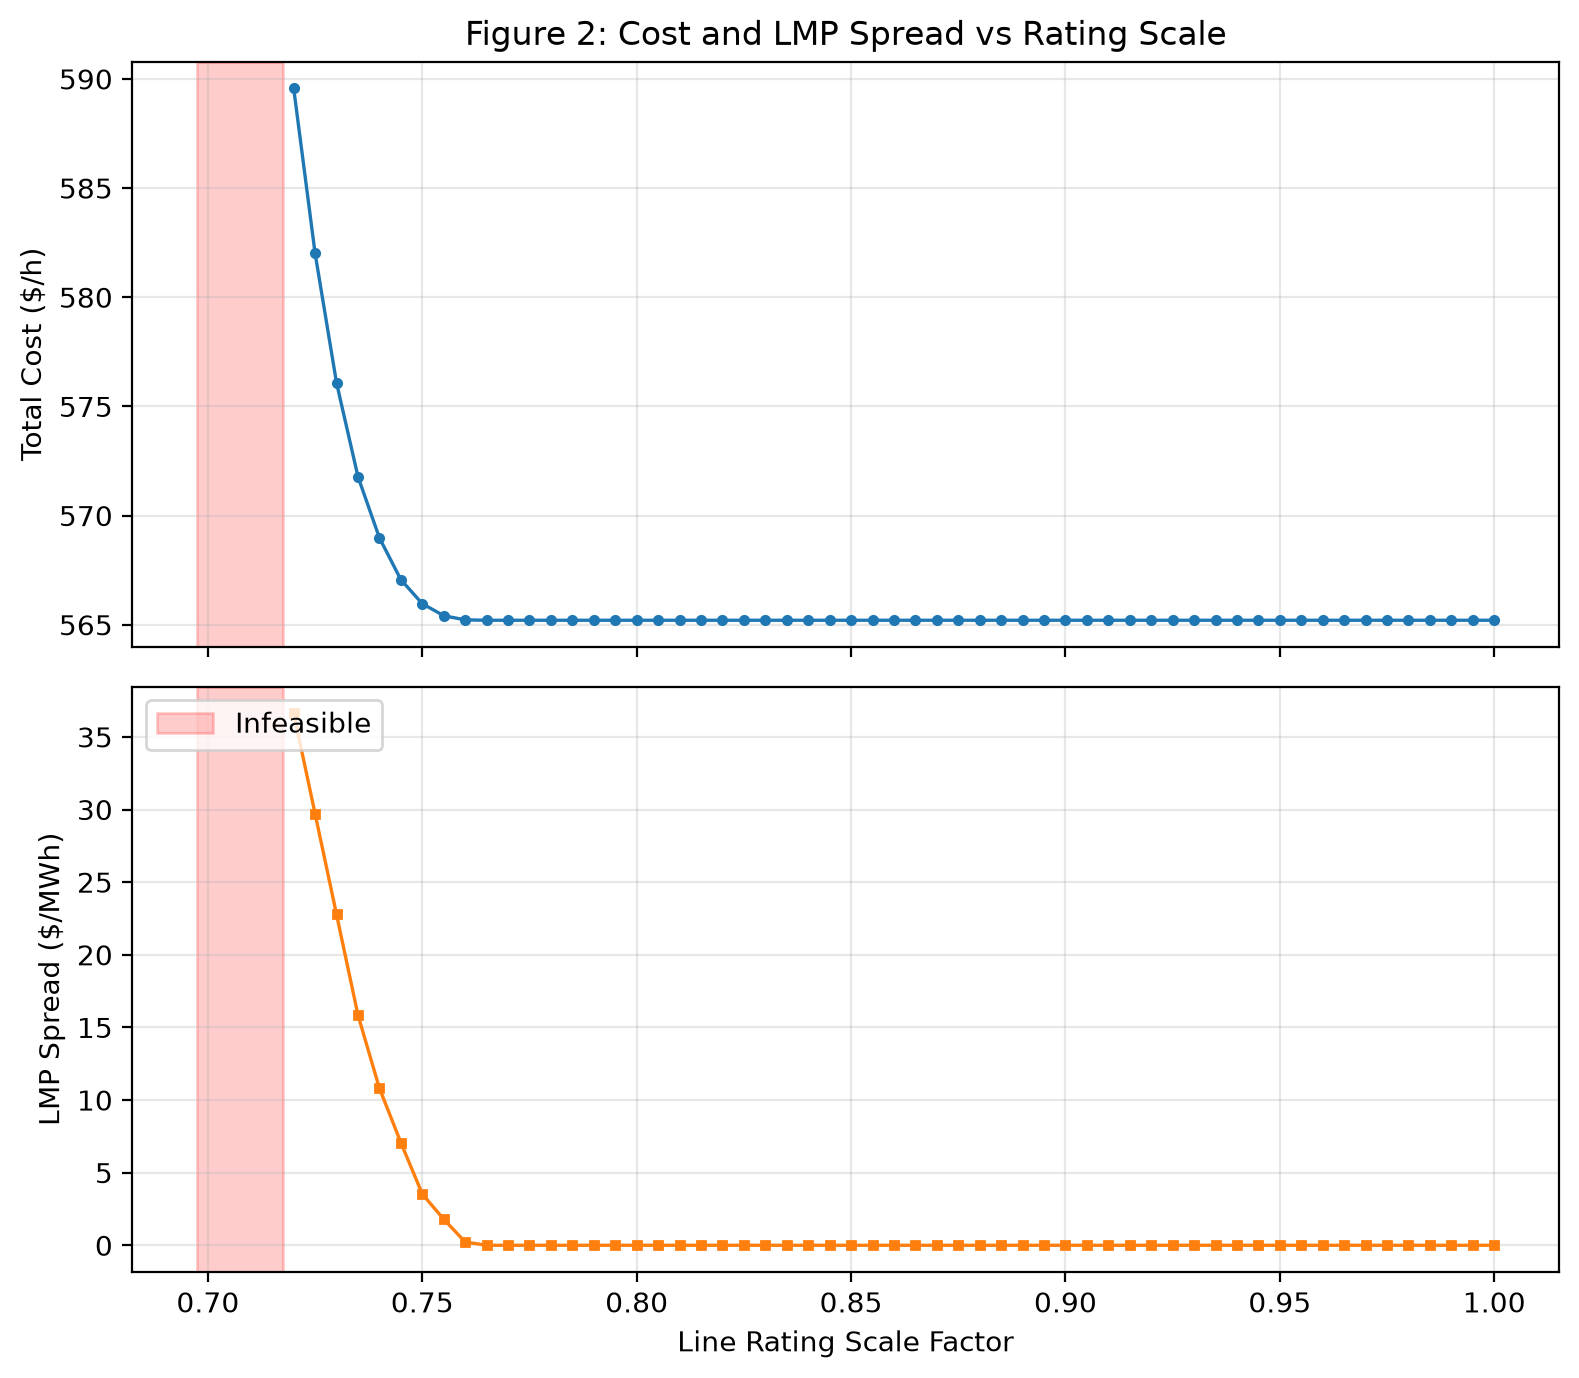 Figure 2: Cost and LMP Spread vs Rating Scale
590
585
580
575
570
565
Total Cost ($/h)
Infeasible
35
30
25
20
15
10
5
0
LMP Spread ($/MWh)
0.70 0.75 0.80 0.85 0.90 0.95 1.00
Line Rating Scale Factor